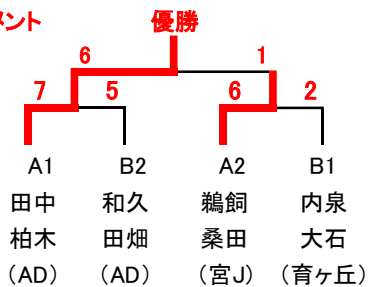 メント 優勝
6 1
7 5 6 2
A1 B2 A2 B1
田中 和久 鵜飼 内泉
柏木 田畑 桑田 大石
（AD） （AD） （宮J） （育ヶ丘）